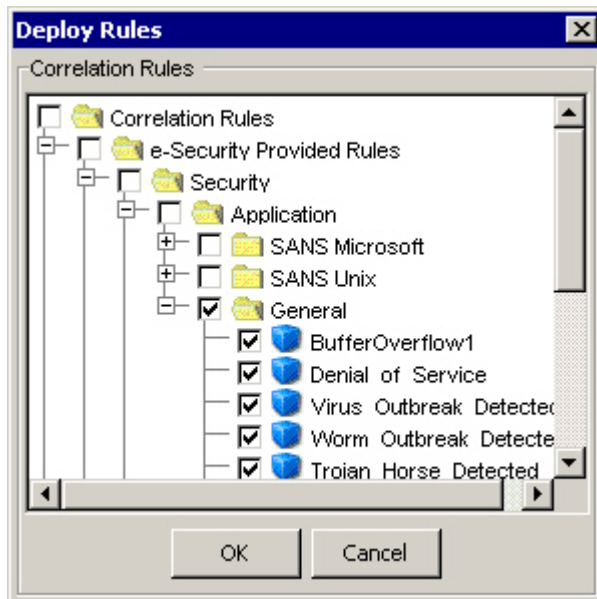 Deploy Rules
Correlation Rules
Correlation Rules
e-Security Provided Rules
Security
Application
SANS Microsoft
SANS Unix
General
BufferOverflow1
Denial of Service
Virus Outbreak Detected
Worm Outbreak Detecte
Trojan Horse Detected
OK
Cancel